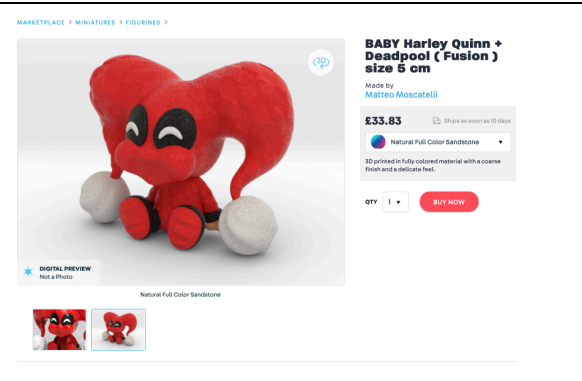 MARKETPLACE > MINIATURES > FIGURINES >
3D
BABY Harley Quinn +
Deadpool ( Fusion )
size 5 cm
Made by
Matteo Moscatelli
£33.83 Ships as soon as 10 days
Natural Full Color Sandstone
3D printed in fully colored material with a coarse
finish and a delicate feel.
QTY 1 BUY NOW
DIGITAL PREVIEW
Not a Photo
Natural Full Color Sandstone